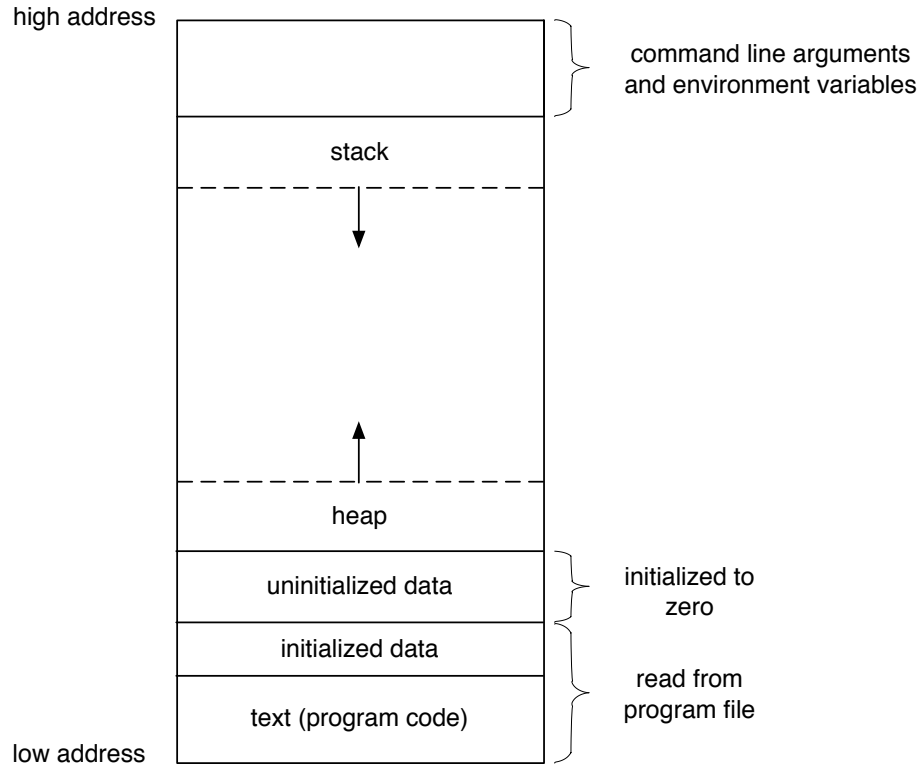 high address
command line arguments
and environment variables
stack
heap
uninitialized data
initialized to
zero
initialized data
read from
program file
text (program code)
low address